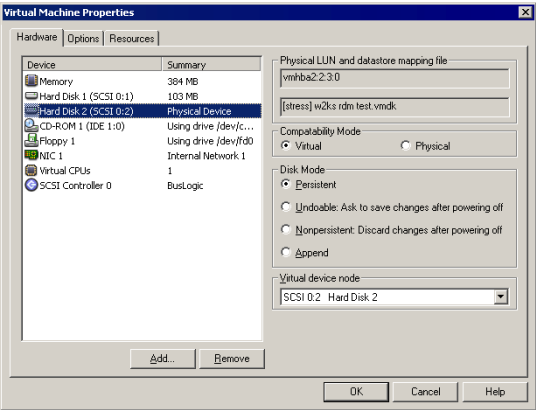 Virtual Machine Properties
Hardware Options Resources
Device Summary
Memory 384 MB
Hard Disk 1 (SCSI 0:1) 103 MB
Hard Disk 2 (SCSI 0:2) Physical Device
CD-ROM 1 (IDE 1:0) Using drive /dev/c...
Floppy 1 Using drive /dev/fd0
NIC 1 Internal Network 1
Virtual CPUs 1
SCSI Controller 0 BusLogic
Add... Remove
Physical LUN and datastore mapping file
vmhba2:2:3:0
[stress] w2ks rdm test.vmdk
Compatability Mode
Virtual Physical
Disk Mode
Persistent
Undoable: Ask to save changes after powering off
Nonpersistent: Discard changes after powering off
Append
Virtual device node
SCSI 0:2 Hard Disk 2
OK Cancel Help